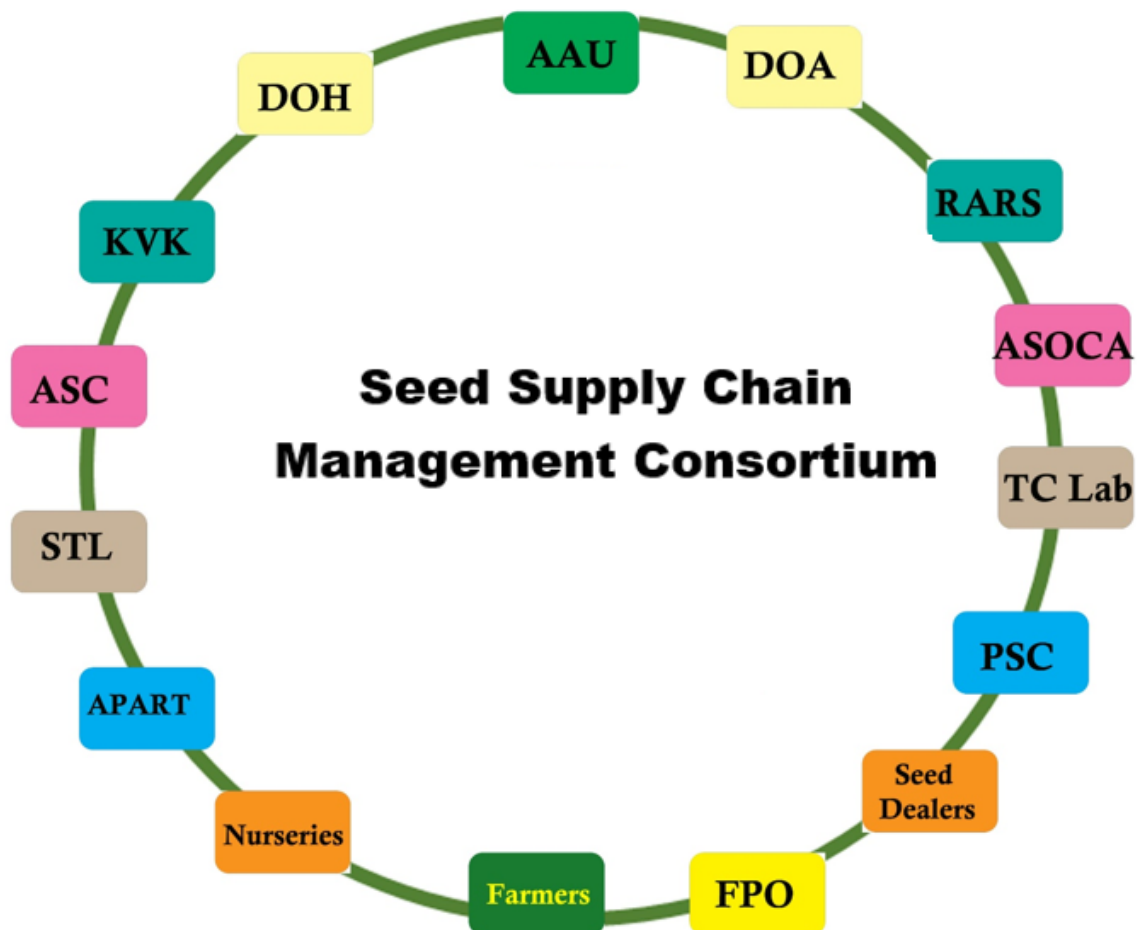 AAU
DOA
DOH
RARS
KVK
ASOCA
ASC
Seed Supply Chain
Management Consortium
TC Lab
STL
PSC
APART
Seed
Dealers
Nurseries
Farmers
FPO